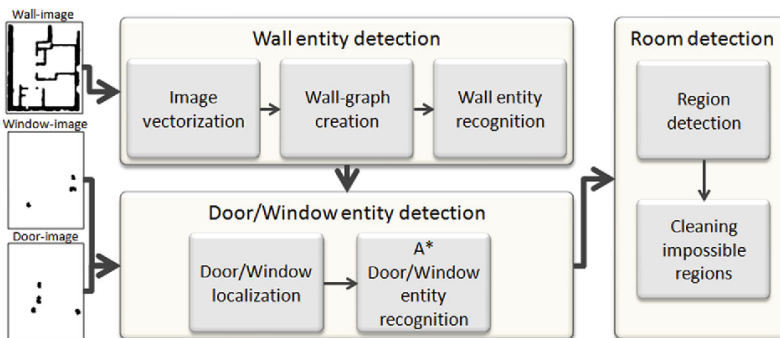 Wall-image
Window-image
Door-image
Wall entity detection
Image
vectorization
Wall-graph
creation
Wall entity
recognition
Door/Window entity detection
Door/Window
localization
A*
Door/Window
entity
recognition
Room detection
Region
detection
Cleaning
impossible
regions